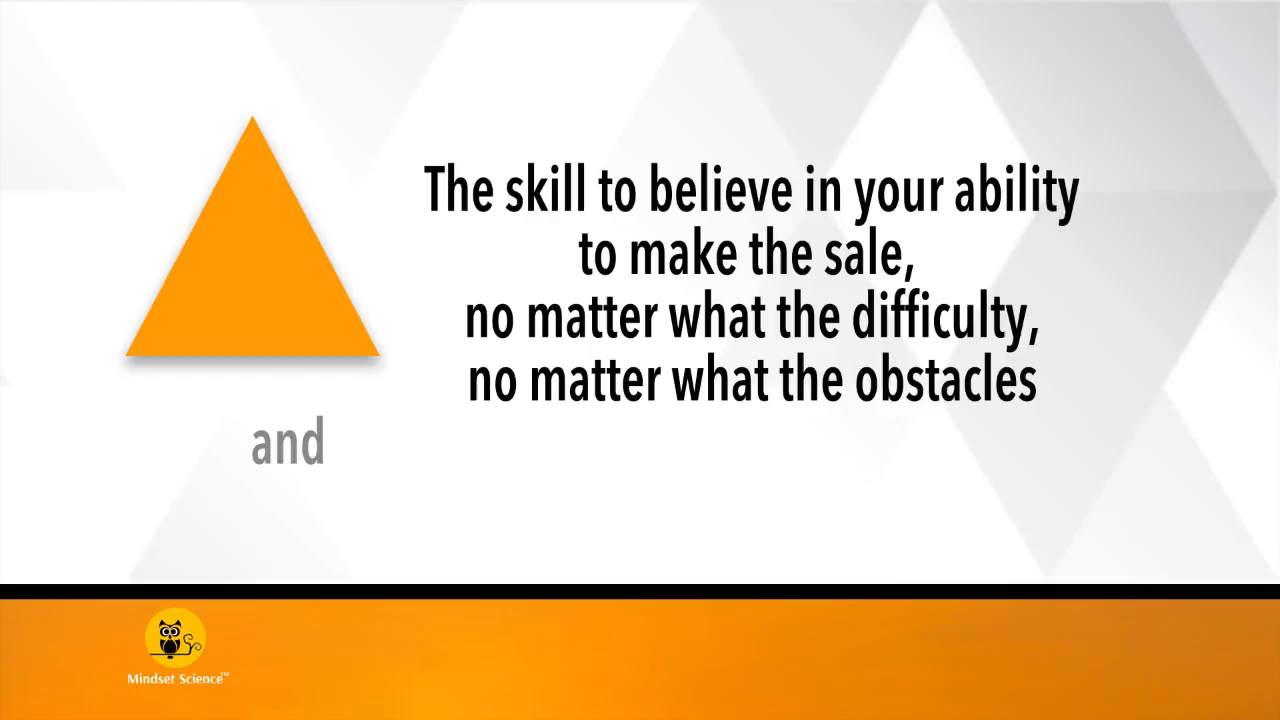 The skill to believe in your ability
to make the sale,
no matter what the difficulty,
no matter what the obstacles
and
Mindset Science™